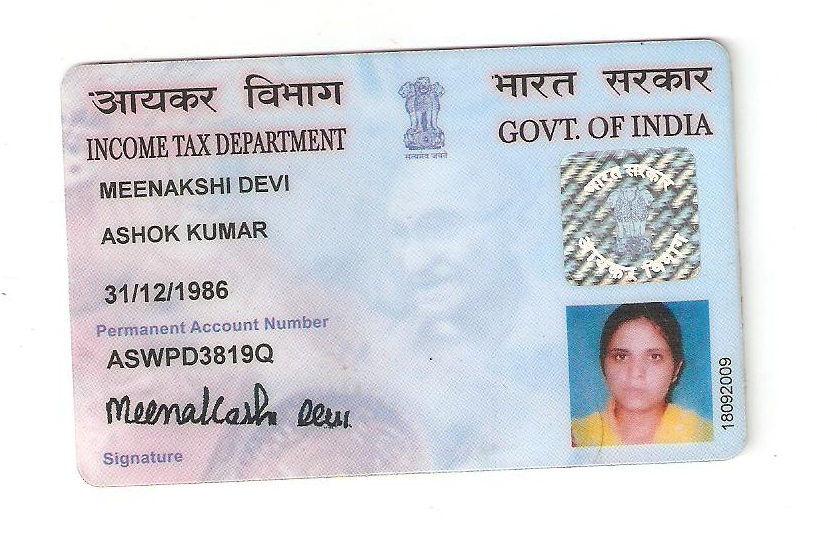 आयकर विभाग
भारत सरकार
INCOME TAX DEPARTMENT
GOVT. OF INDIA
सत्यमेव जयते
MEENAKSHI DEVI
ASHOK KUMAR
31/12/1986
Permanent Account Number
ASWPD3819Q
Meenakashi Devi
Signature
भारत सरकार
आयकर विभाग
18092009